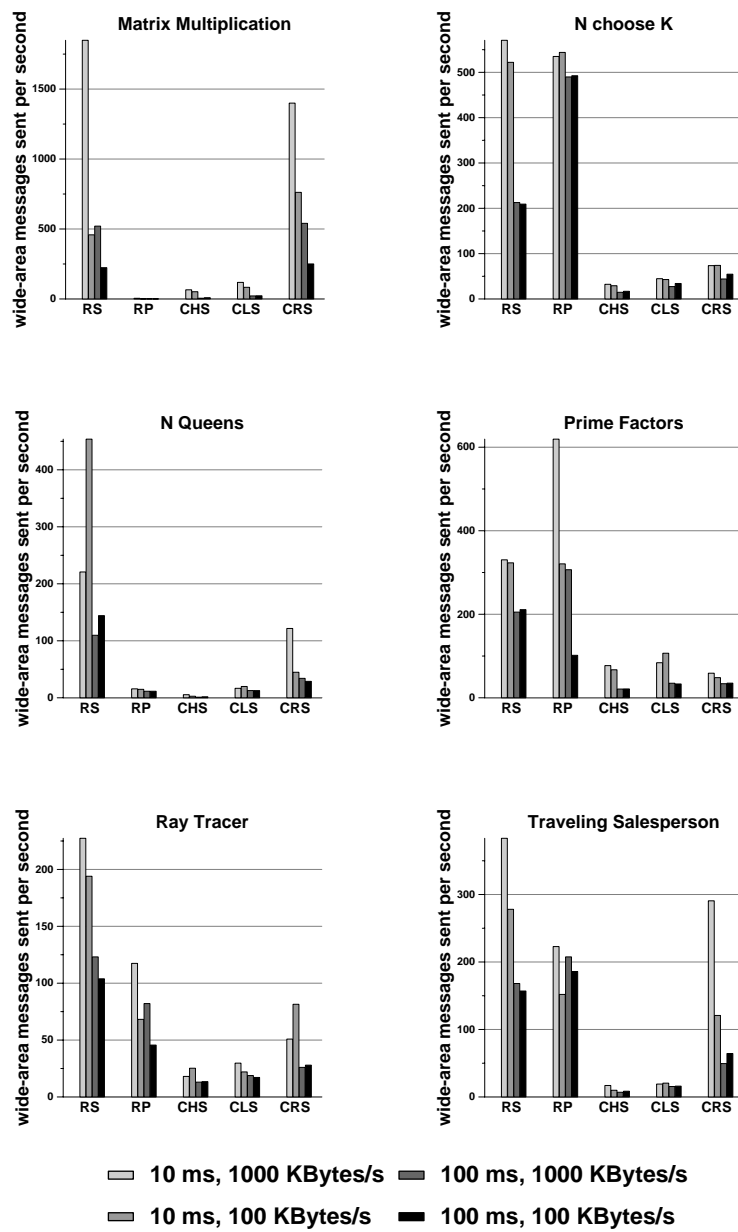 Matrix Multiplication
wide-area messages sent per second
1500
1000
500
0
RS RP CHS CLS CRS
N choose K
wide-area messages sent per second
500
400
300
200
100
0
RS RP CHS CLS CRS
N Queens
wide-area messages sent per second
400
300
200
100
0
RS RP CHS CLS CRS
Prime Factors
wide-area messages sent per second
600
400
200
0
RS RP CHS CLS CRS
Ray Tracer
wide-area messages sent per second
200
150
100
50
0
RS RP CHS CLS CRS
Traveling Salesperson
wide-area messages sent per second
300
200
100
0
RS RP CHS CLS CRS
10 ms, 1000 KBytes/s
100 ms, 1000 KBytes/s
10 ms, 100 KBytes/s
100 ms, 100 KBytes/s